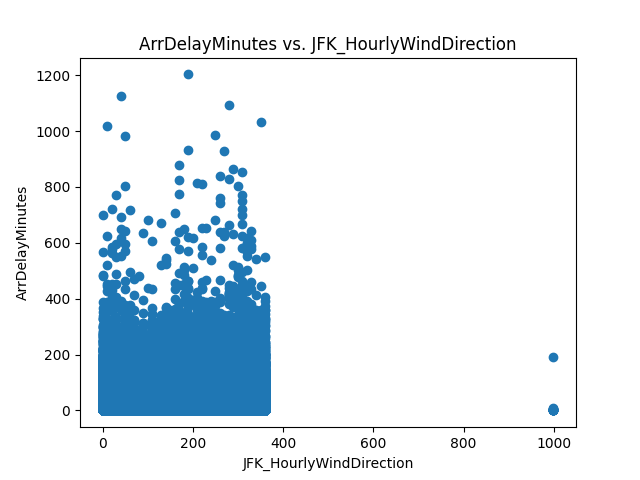 ArrDelayMinutes vs. JFK_HourlyWindDirection
1200
1000
800
600
400
200
0
ArrDelayMinutes
0 200 400 600 800 1000
JFK_HourlyWindDirection